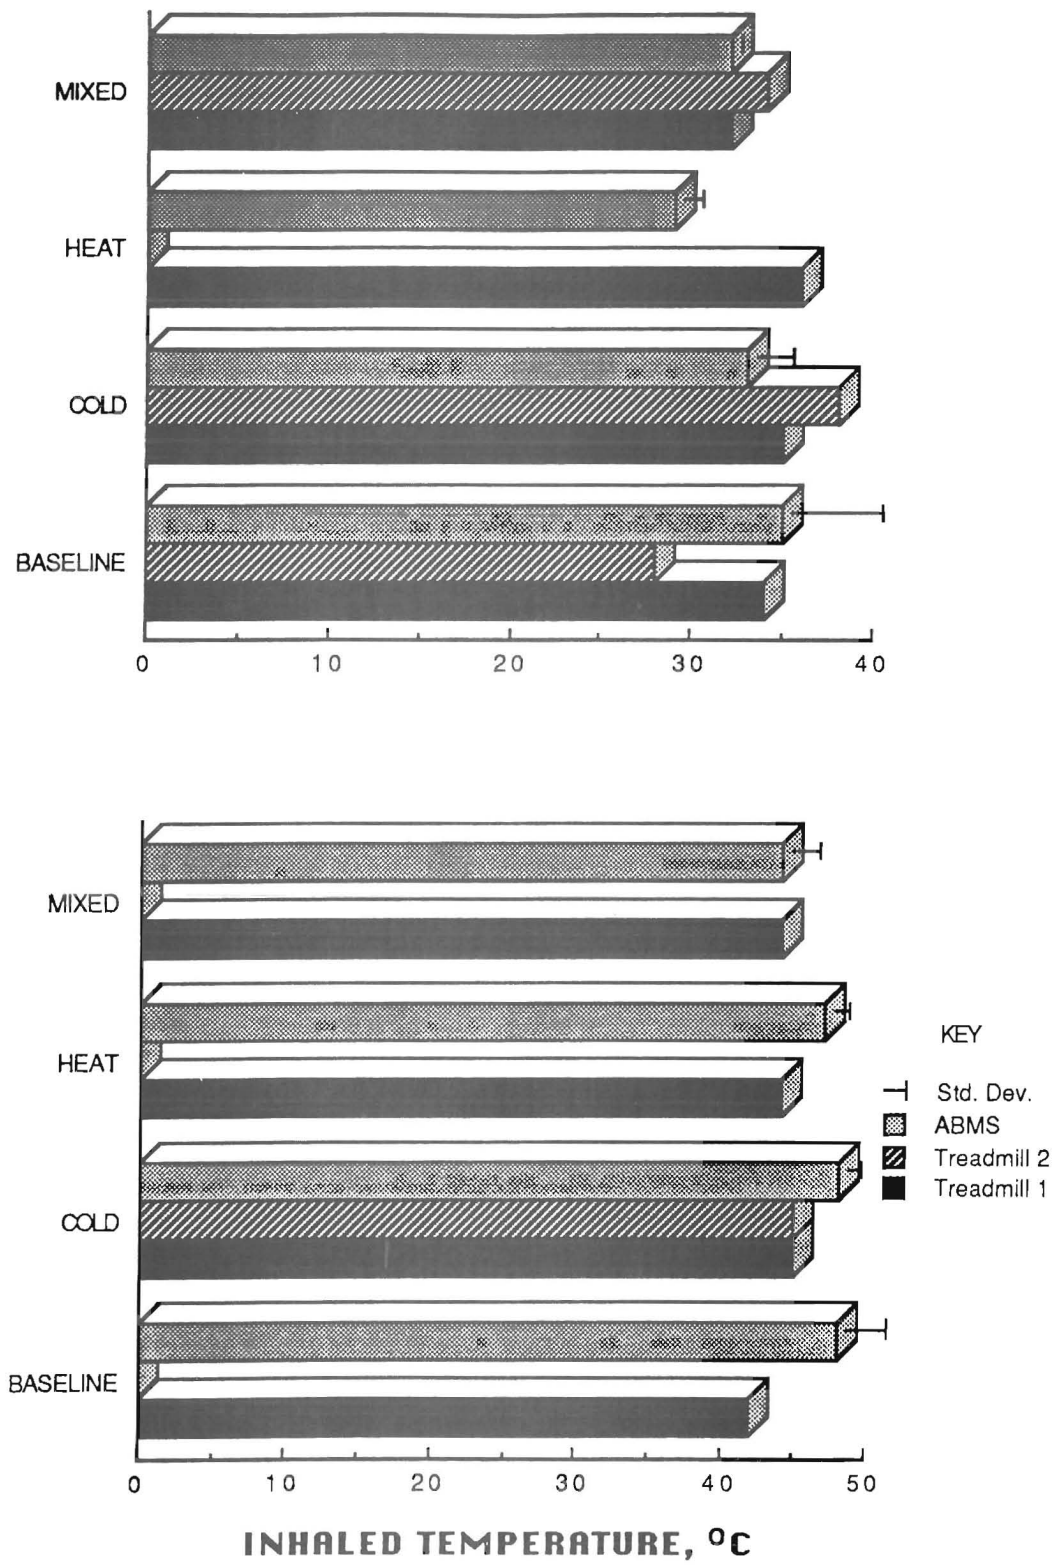 MIXED
HEAT
COLD
BASELINE
0 10 20 30 40
MIXED
HEAT
COLD
BASELINE
0 10 20 30 40 50
INHALED TEMPERATURE, °C
KEY
Std. Dev.
ABMS
Treadmill 2
Treadmill 1